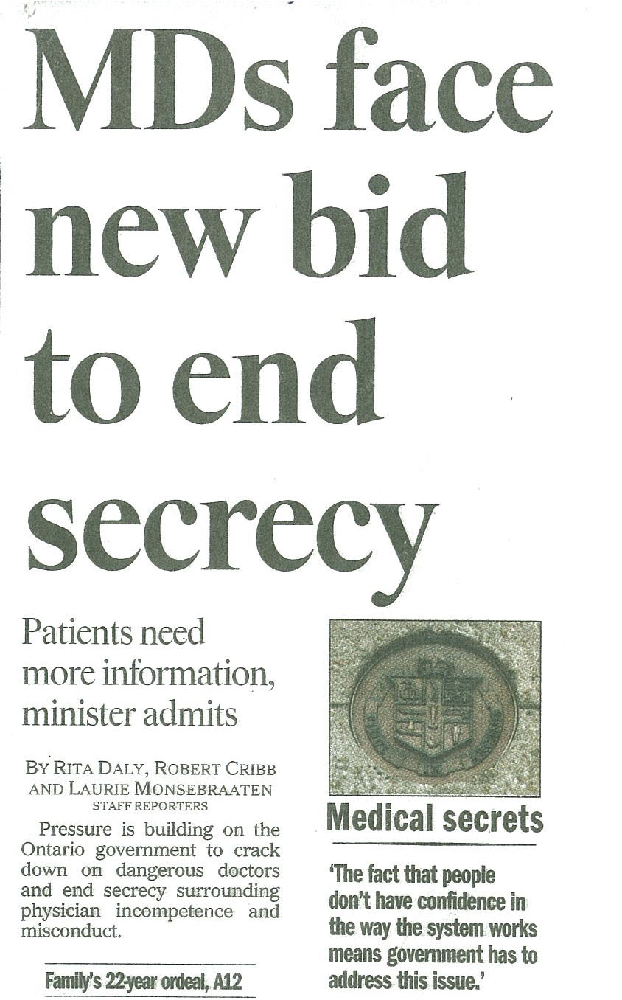 MDs face
new bid
to end
secrecy
Patients need
more information,
minister admits
BY RITA DALY, ROBERT CRIBB
AND LAURIE MONSEBRAATEN
STAFF REPORTERS
Pressure is building on the
Ontario government to crack
down on dangerous doctors
and end secrecy surrounding
physician incompetence and
misconduct.
Family's 22-year ordeal, A12
Medical secrets
‘The fact that people
don't have confidence in
the way the system works
means government has to
address this issue.’